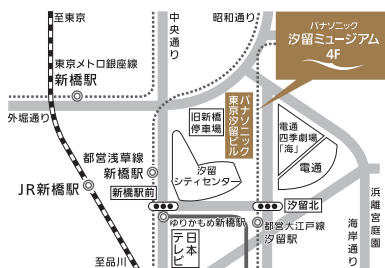 至東京
中央通り
昭和通り
パナソニック
汐留ミュージアム
4F
東京メトロ銀座線
新橋駅
外堀通り
旧新橋
停車場
パナソニック
東京汐留ビル
電通
四季劇場
「海」
電通
都営浅草線
新橋駅
汐留
シティセンター
JR新橋駅
新橋駅前
汐留北
ゆりかもめ新橋駅
都営大江戸線
汐留駅
日本
テレビ
浜離宮庭園
海岸通り
至品川